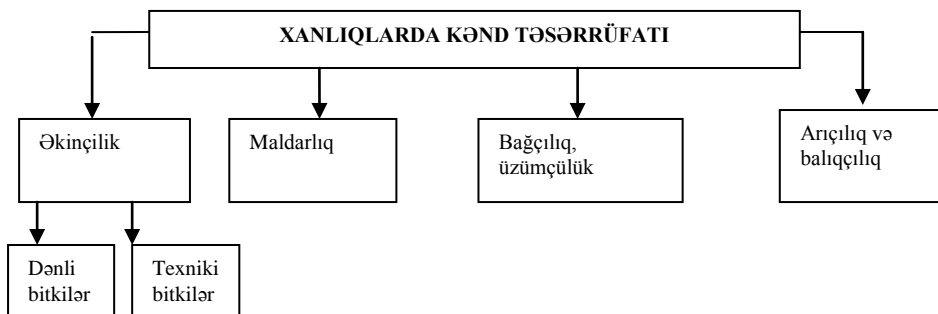 XANLIQLARDA KƏND TƏSƏRRÜFATI
Əkinçilik
Maldarlıq
Bağçılıq,
üzümçülük
Arıçılıq və
balıqçılıq
Dənli
bitkilər
Texniki
bitkilər